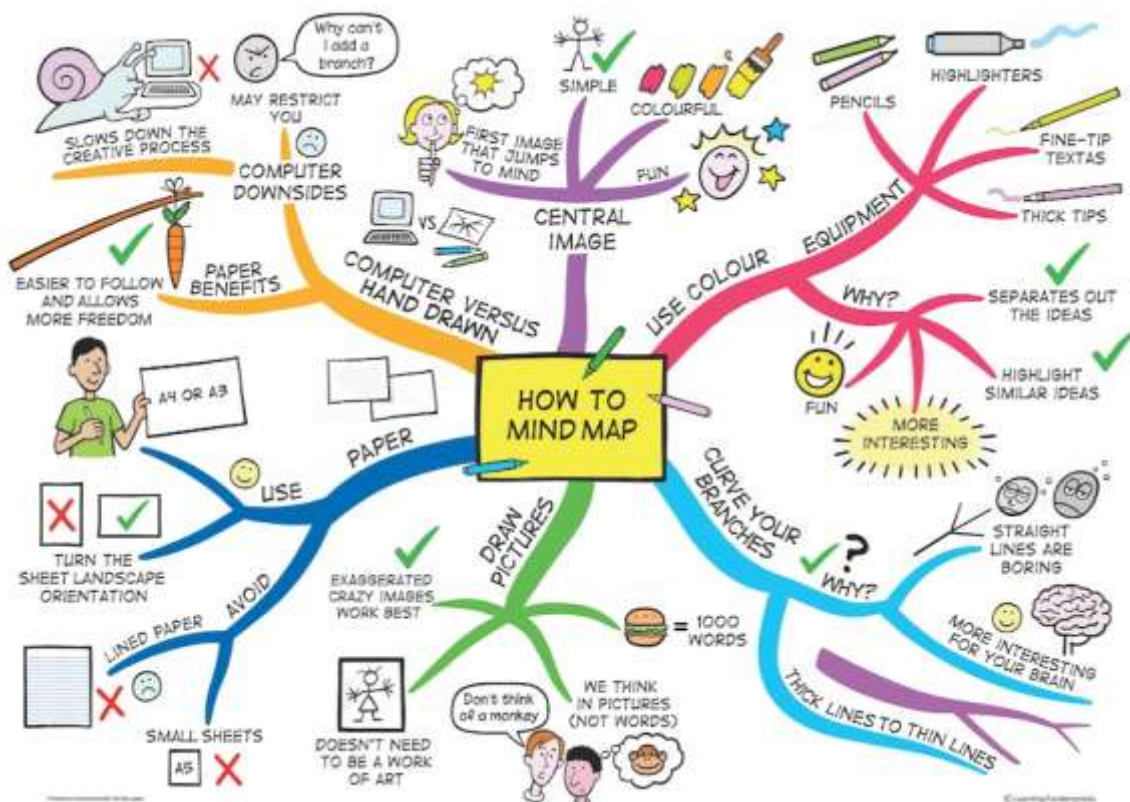 HOW TO
MIND MAP
CENTRAL
IMAGE
FIRST IMAGE
THAT JUMPS
TO MIND
SIMPLE
COLOURFUL
FUN
USE COLOUR
EQUIPMENT
PENCILS
HIGHLIGHTERS
FINE-TIP
TEXTAS
THICK TIPS
WHY?
SEPARATES OUT
THE IDEAS
HIGHLIGHT
SIMILAR IDEAS
MORE
INTERESTING
FUN
CURVE YOUR
BRANCHES
?
WHY?
STRAIGHT
LINES ARE
BORING
MORE INTERESTING
FOR YOUR BRAIN
THICK LINES TO THIN LINES
DRAW
PICTURES
= 1000
WORDS
WE THINK
IN PICTURES
(NOT WORDS)
Don't think
of a monkey
DOESN'T NEED
TO BE A WORK
OF ART
EXAGGERATED
CRAZY IMAGES
WORK BEST
PAPER
USE
A4 OR A3
TURN THE
SHEET LANDSCAPE
ORIENTATION
AVOID
LINED PAPER
SMALL SHEETS
A5
COMPUTER VERSUS
HAND DRAWN
VS.
PAPER
BENEFITS
EASIER TO FOLLOW
AND ALLOWS
MORE FREEDOM
COMPUTER
DOWNSIDES
SLOWS DOWN THE
CREATIVE PROCESS
MAY RESTRICT
YOU
Why can't
I add a
branch?
© Learning Fundamentals